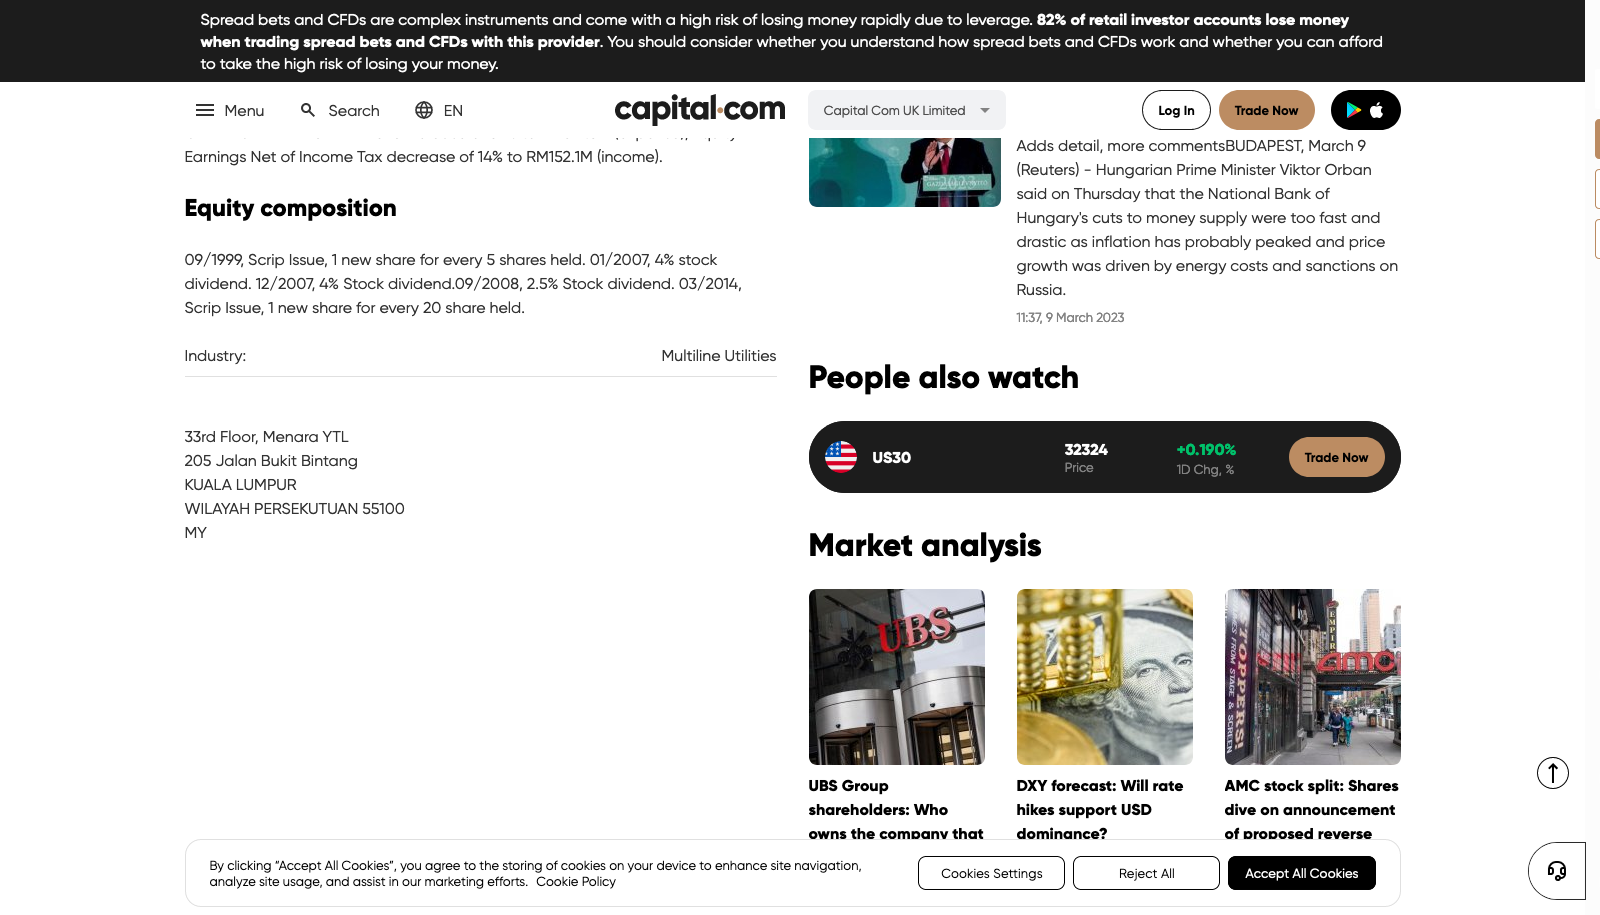 Spread bets and CFDs are complex instruments and come with a high risk of losing money rapidly due to leverage. 82% of retail investor accounts lose money
when trading spread bets and CFDs with this provider. You should consider whether you understand how spread bets and CFDs work and whether you can afford
to take the high risk of losing your money.
Menu
Search
EN
capital.com
Capital Com UK Limited
Log In
Trade Now
Earnings Net of Income Tax decrease of 14% to RM152.1M (income).
Equity composition
09/1999, Scrip Issue, 1 new share for every 5 shares held. 01/2007, 4% stock
dividend. 12/2007, 4% Stock dividend.09/2008, 2.5% Stock dividend. 03/2014,
Scrip Issue, 1 new share for every 20 share held.
Industry:
Multiline Utilities
33rd Floor, Menara YTL
205 Jalan Bukit Bintang
KUALA LUMPUR
WILAYAH PERSEKUTUAN 55100
MY
Adds detail, more commentsBUDAPEST, March 9
(Reuters) - Hungarian Prime Minister Viktor Orban
said on Thursday that the National Bank of
Hungary's cuts to money supply were too fast and
drastic as inflation has probably peaked and price
growth was driven by energy costs and sanctions on
Russia.
11:37, 9 March 2023
People also watch
US30
32324
Price
+0.190%
1D Chg, %
Trade Now
Market analysis
UBS
EMPIRE
amc
TOPPERS!
UBS Group
shareholders: Who
owns the company that
DXY forecast: Will rate
hikes support USD
dominance?
AMC stock split: Shares
dive on announcement
of proposed reverse
By clicking “Accept All Cookies”, you agree to the storing of cookies on your device to enhance site navigation,
analyze site usage, and assist in our marketing efforts. Cookie Policy
Cookies Settings
Reject All
Accept All Cookies